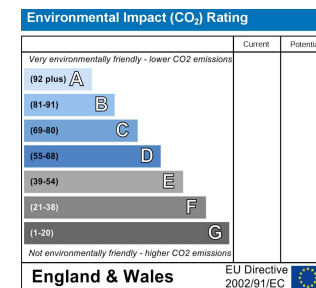 Environmental Impact (CO₂) Rating
Current Potentia
Very environmentally friendly - lower CO2 emissions
(92 plus) A
(81-91) B
(69-80) C
(55-68) D
(39-54) E
(21-38) F
(1-20) G
Not environmentally friendly - higher CO2 emissions
England & Wales
EU Directive
2002/91/EC